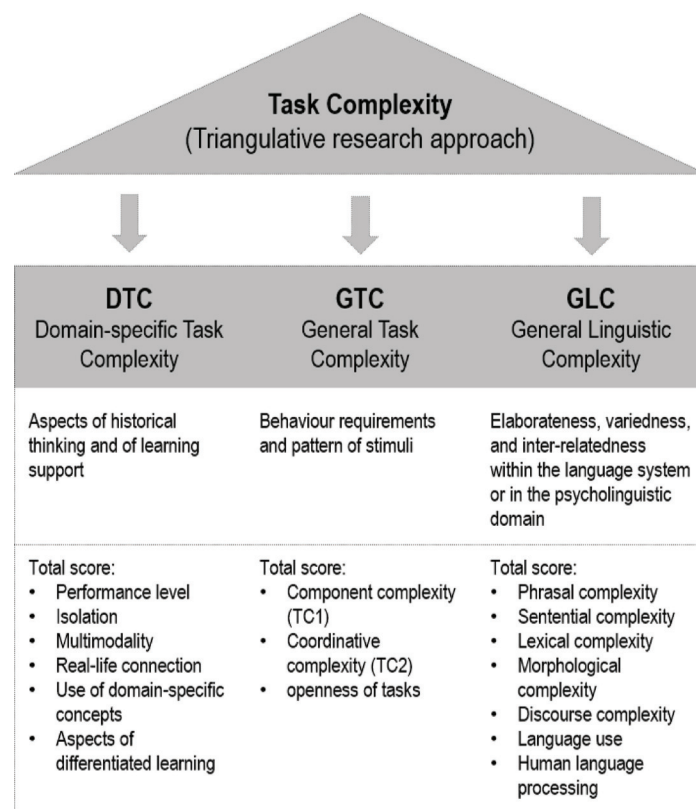 Task Complexity
(Triangulative research approach)
DTC
Domain-specific Task
Complexity
Aspects of historical
thinking and of learning
support
Total score:
• Performance level
• Isolation
• Multimodality
• Real-life connection
• Use of domain-specific
concepts
• Aspects of
differentiated learning
GTC
General Task
Complexity
Behaviour requirements
and pattern of stimuli
Total score:
• Component complexity
(TC1)
• Coordinative
complexity (TC2)
• openness of tasks
GLC
General Linguistic
Complexity
Elaborateness, variedness,
and inter-relatedness
within the language system
or in the psycholinguistic
domain
Total score:
• Phrasal complexity
• Sentential complexity
• Lexical complexity
• Morphological
complexity
• Discourse complexity
• Language use
• Human language
processing